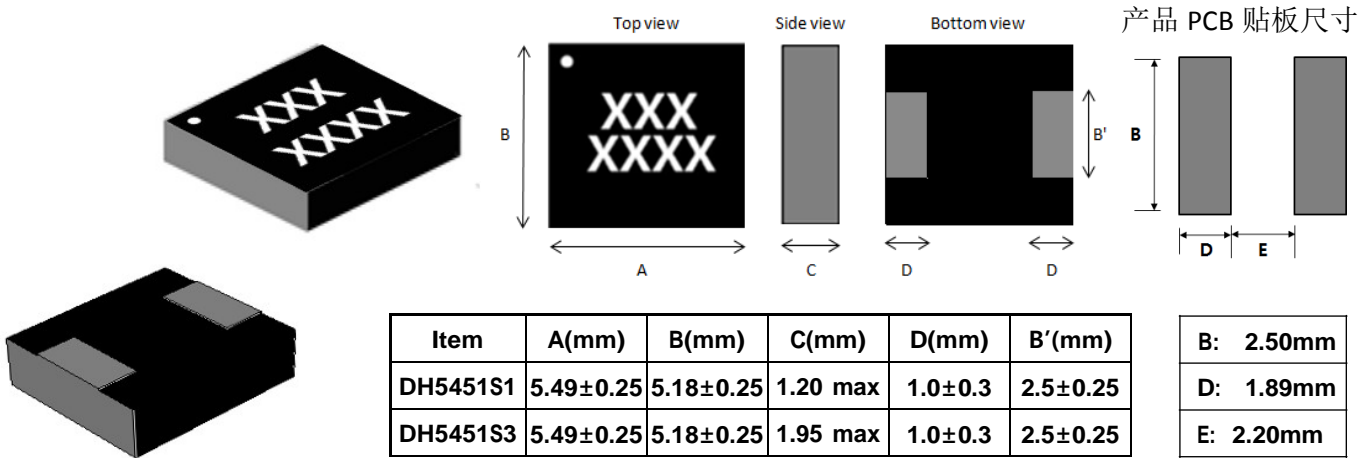 Top view
Side view
Bottom view
产品 PCB 贴板尺寸
XXX
XXXX
XXX
XXXX
B
B'
B
A
C
D
D
D
E
Item A(mm) B(mm) C(mm) D(mm) B′(mm)
DH5451S1 5.49±0.25 5.18±0.25 1.20 max 1.0±0.3 2.5±0.25
DH5451S3 5.49±0.25 5.18±0.25 1.95 max 1.0±0.3 2.5±0.25
B: 2.50mm
D: 1.89mm
E: 2.20mm